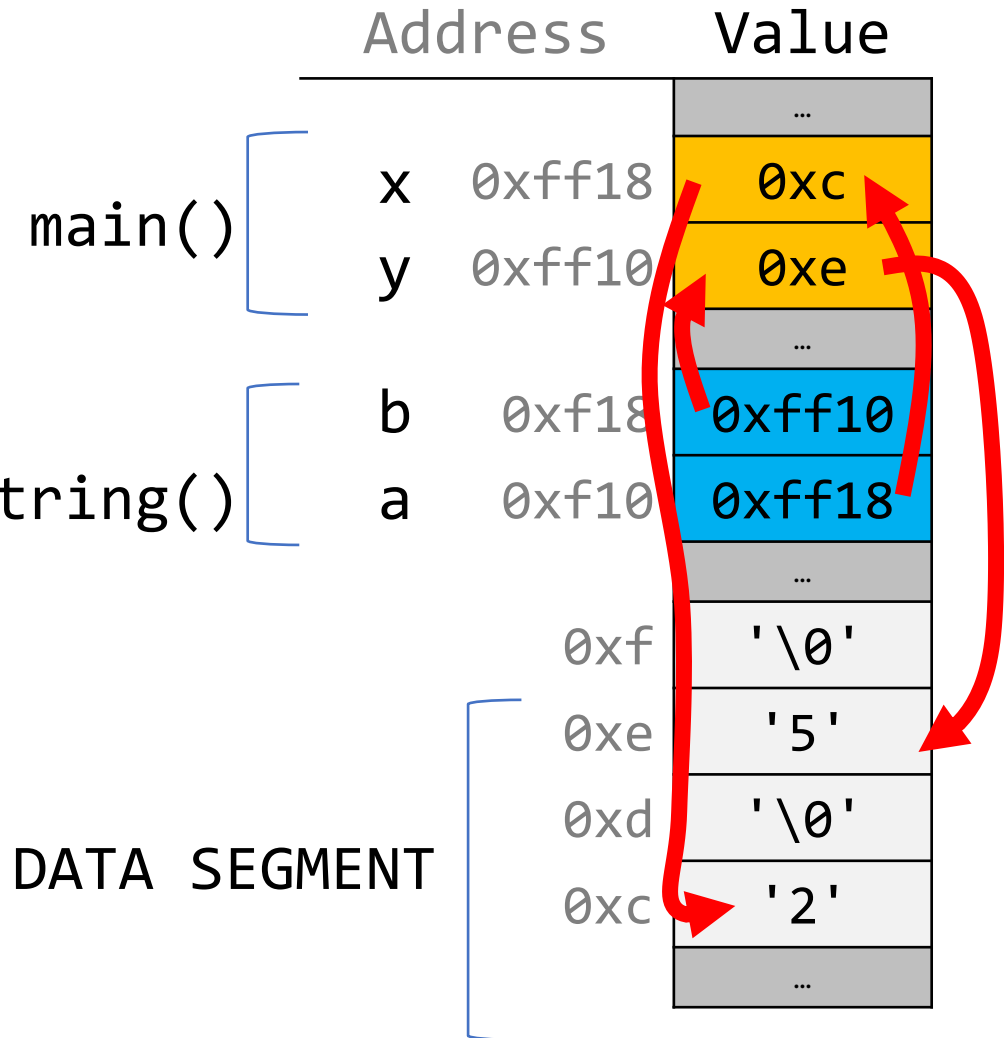 Address Value
…
x 0xff18 0xc
main()
y 0xff10 0xe
…
b 0xf18 0xff10
tring() a 0xf10 0xff18
…
0xf '\0'
0xe '5'
0xd '\0'
DATA SEGMENT
0xc '2'
…